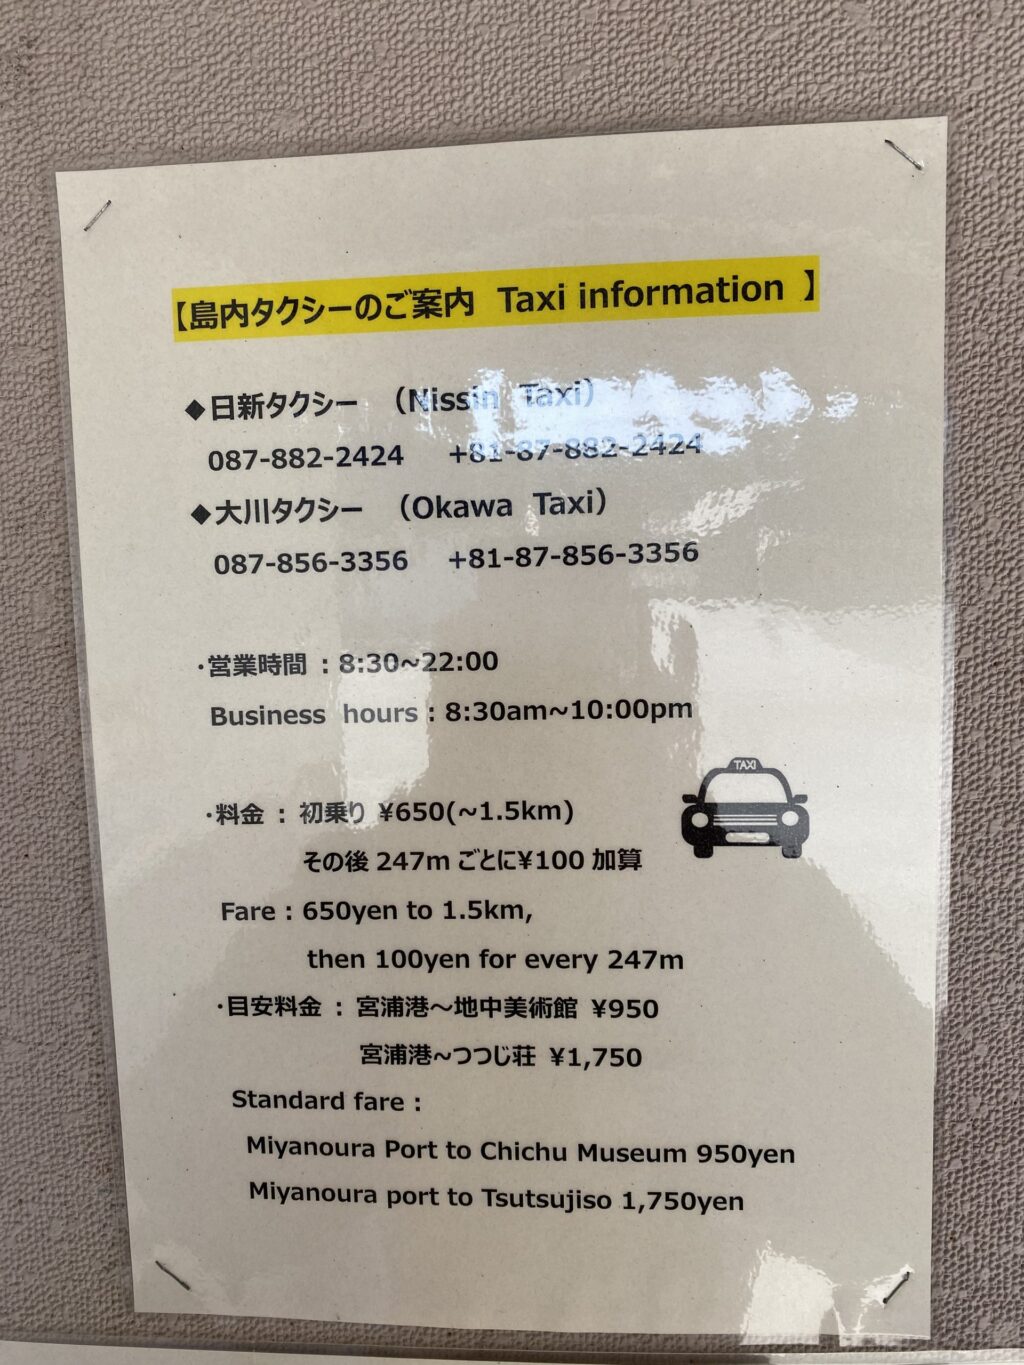 【島内タクシーのご案内 Taxi information 】
◆日新タクシー （Nissin Taxi）
087-882-2424 +81-87-882-2424
◆大川タクシー （Okawa Taxi）
087-856-3356 +81-87-856-3356
・営業時間 : 8:30~22:00
Business hours : 8:30am~10:00pm
・料金 : 初乗り ¥650(~1.5km)
その後 247m ごとに¥100 加算
TAXI
Fare : 650yen to 1.5km,
then 100yen for every 247m
・目安料金 : 宮浦港～地中美術館 ¥950
宮浦港~つつじ荘 ¥1,750
Standard fare :
Miyanoura Port to Chichu Museum 950yen
Miyanoura port to Tsutsujiso 1,750yen